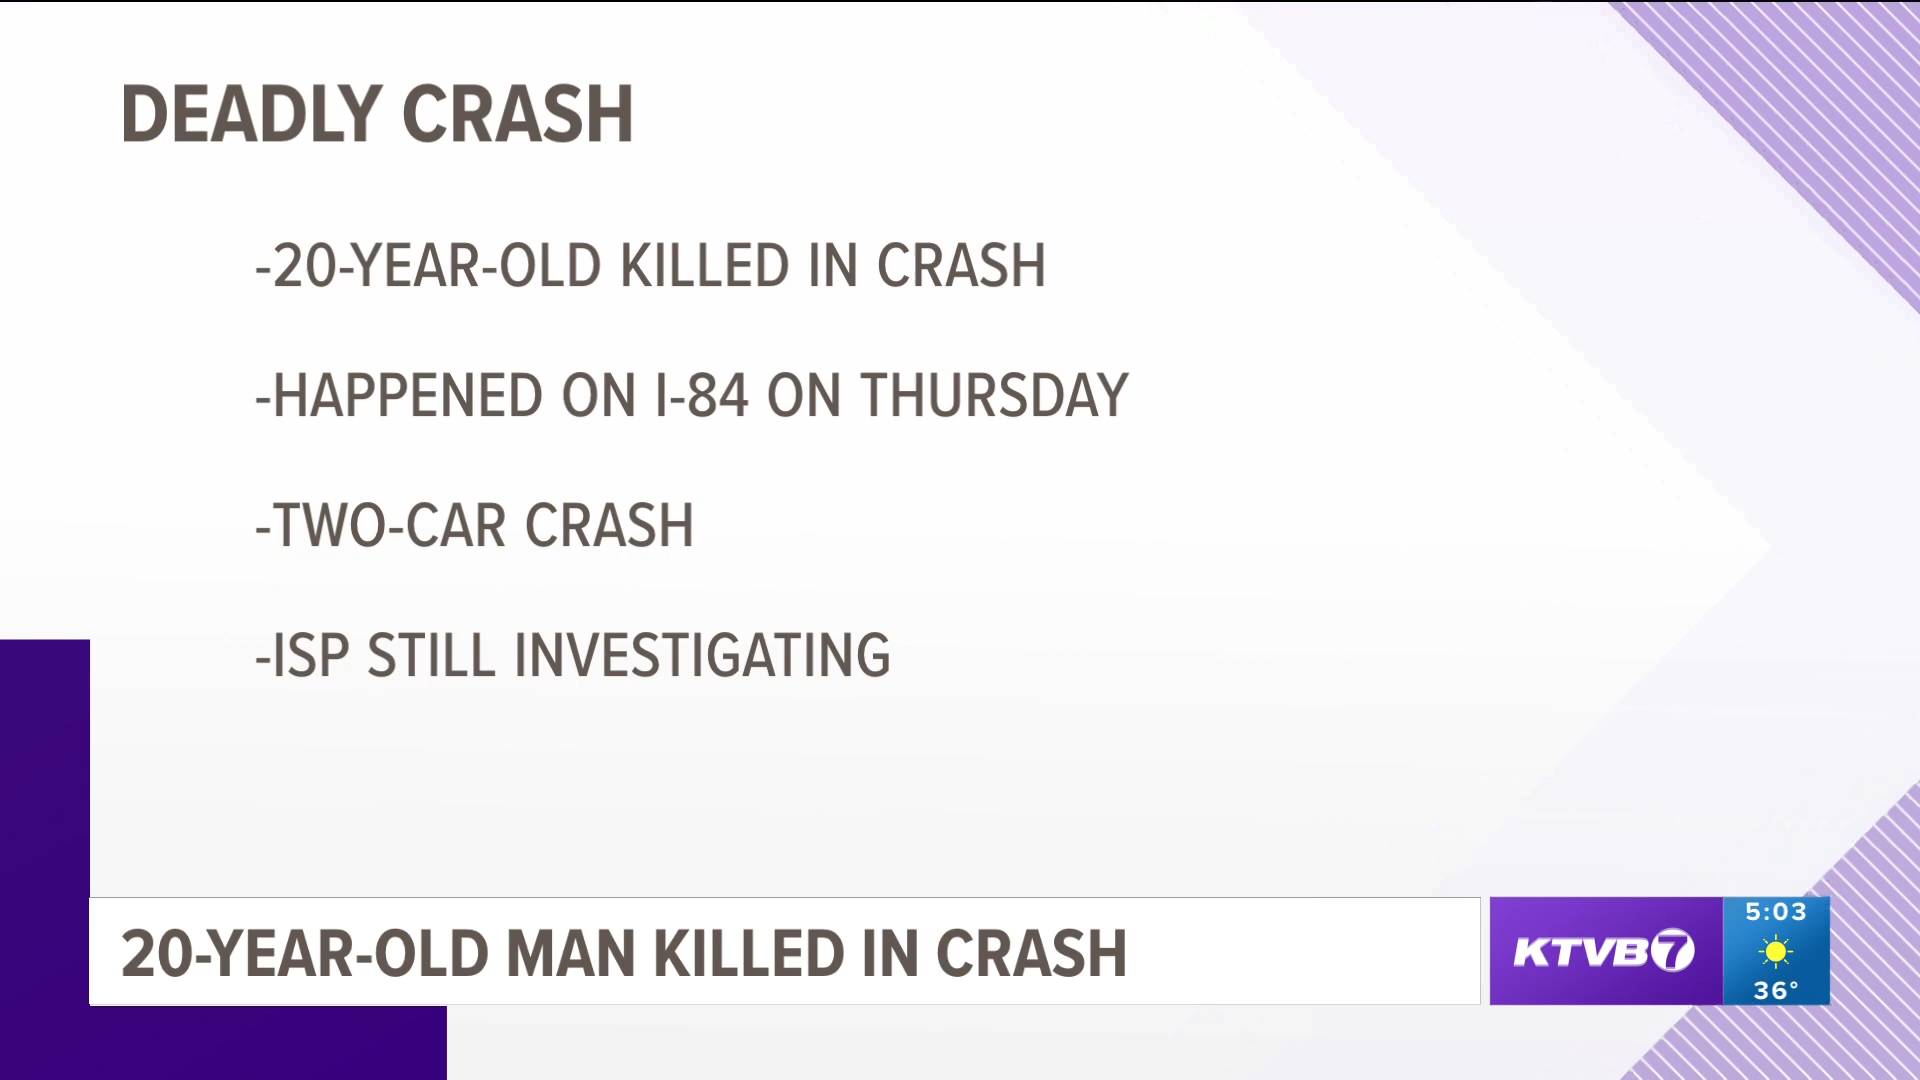 DEADLY CRASH
-20-YEAR-OLD KILLED IN CRASH
-HAPPENED ON I-84 ON THURSDAY
-TWO-CAR CRASH
-ISP STILL INVESTIGATING
20-YEAR-OLD MAN KILLED IN CRASH
KTVB7
5:03
36°